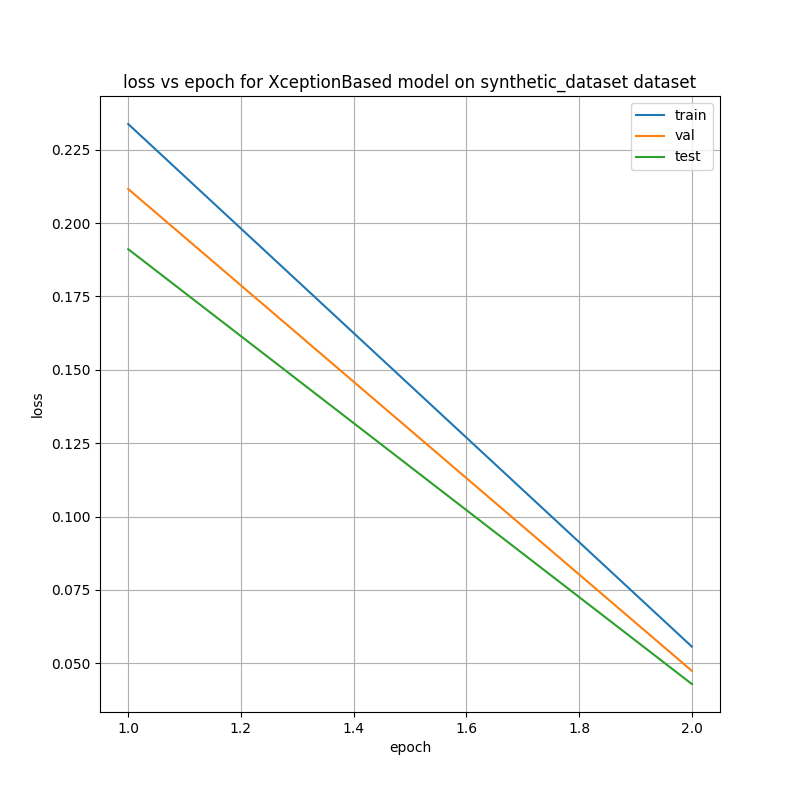 loss vs epoch for XceptionBased model on synthetic_dataset dataset
train
val
test
0.225
0.200
0.175
0.150
0.125
0.100
0.075
0.050
loss
1.0 1.2 1.4 1.6 1.8 2.0
epoch